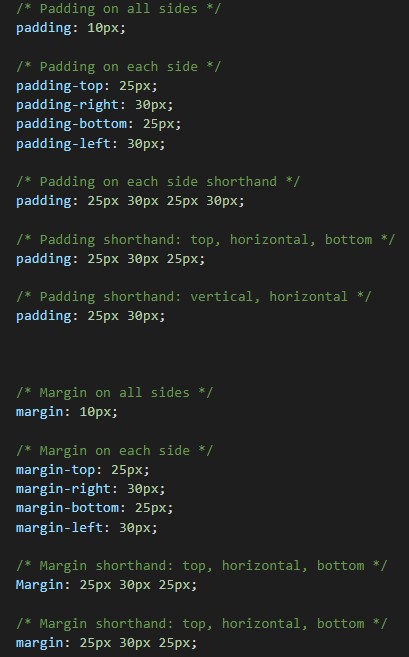 /* Padding on all sides */
padding: 10px;
/* Padding on each side */
padding-top: 25px;
padding-right: 30px;
padding-bottom: 25px;
padding-left: 30px;
/* Padding on each side shorthand */
padding: 25px 30px 25px 30px;
/* Padding shorthand: top, horizontal, bottom */
padding: 25px 30px 25px;
/* Padding shorthand: vertical, horizontal */
padding: 25px 30px;
/* Margin on all sides */
margin: 10px;
/* Margin on each side */
margin-top: 25px;
margin-right: 30px;
margin-bottom: 25px;
margin-left: 30px;
/* Margin shorthand: top, horizontal, bottom */
Margin: 25px 30px 25px;
/* Margin shorthand: top, horizontal, bottom */
margin: 25px 30px 25px;